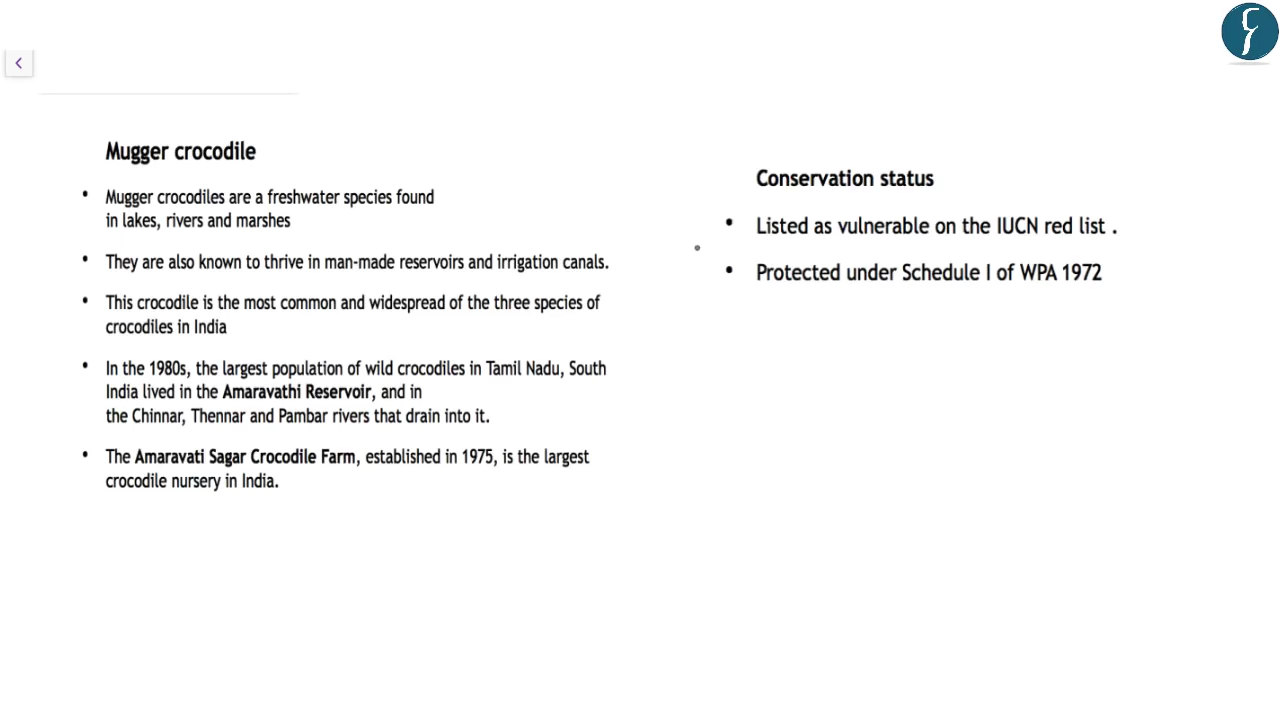 Mugger crocodile
• Mugger crocodiles are a freshwater species found
in lakes, rivers and marshes
• They are also known to thrive in man-made reservoirs and irrigation canals.
• This crocodile is the most common and widespread of the three species of
crocodiles in India
• In the 1980s, the largest population of wild crocodiles in Tamil Nadu, South
India lived in the Amaravathi Reservoir, and in
the Chinnar, Thennar and Pambar rivers that drain into it.
• The Amaravati Sagar Crocodile Farm, established in 1975, is the largest
crocodile nursery in India.
Conservation status
• Listed as vulnerable on the IUCN red list .
• Protected under Schedule I of WPA 1972